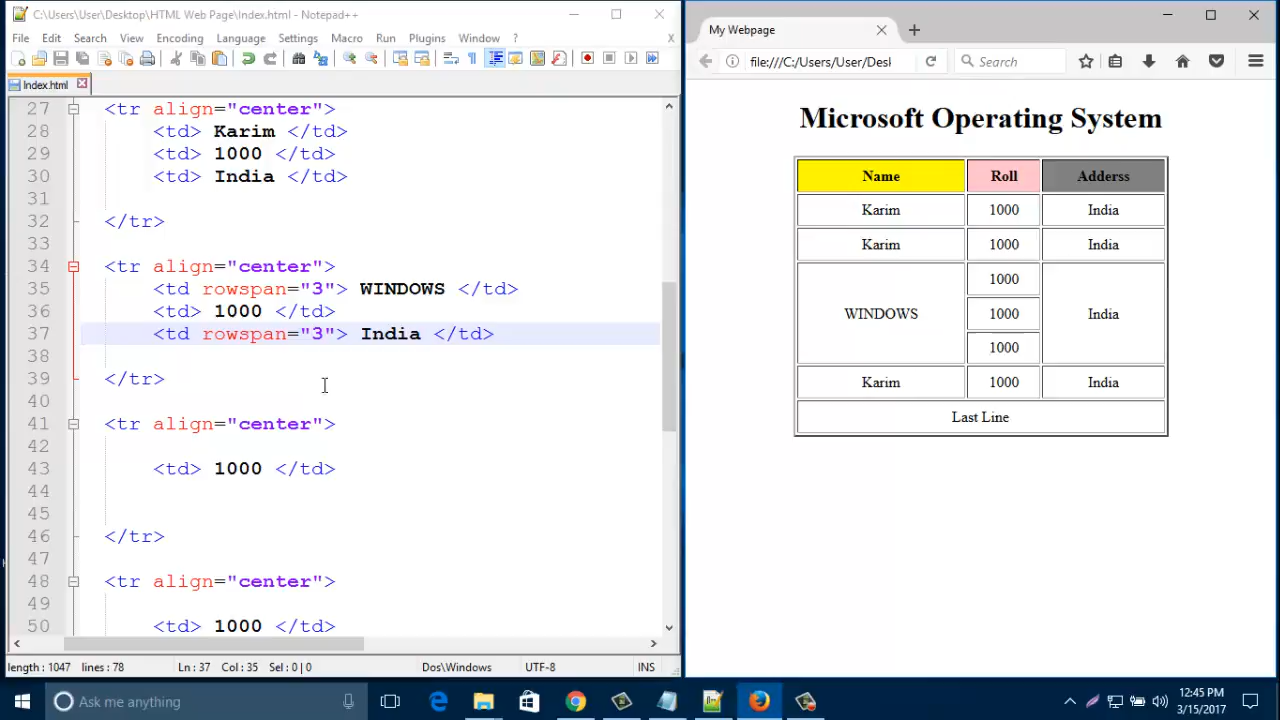 C:\Users\User\Desktop\HTML Web Page\Index.html - Notepad++
File Edit Search View Encoding Language Settings Macro Run Plugins Window ? X
Index.html
27 <tr align="center">
28 <td> Karim </td>
29 <td> 1000 </td>
30 <td> India </td>
31
32 </tr>
33
34 <tr align="center">
35 <td rowspan="3"> WINDOWS </td>
36 <td> 1000 </td>
37 <td rowspan="3"> India </td>
38
39 </tr>
40
41 <tr align="center">
42
43 <td> 1000 </td>
44
45
46 </tr>
47
48 <tr align="center">
49
50 <td> 1000 </td>
length : 1047 lines : 78 Ln : 37 Col : 35 Sel : 0 | 0 Dos\Windows UTF-8 INS
My Webpage
file:///C:/Users/User/Desl Search
Microsoft Operating System
Name Roll Adderss
Karim 1000 India
Karim 1000 India
WINDOWS 1000 India
1000
1000
Karim 1000 India
Last Line
Ask me anything
12:45 PM
3/15/2017